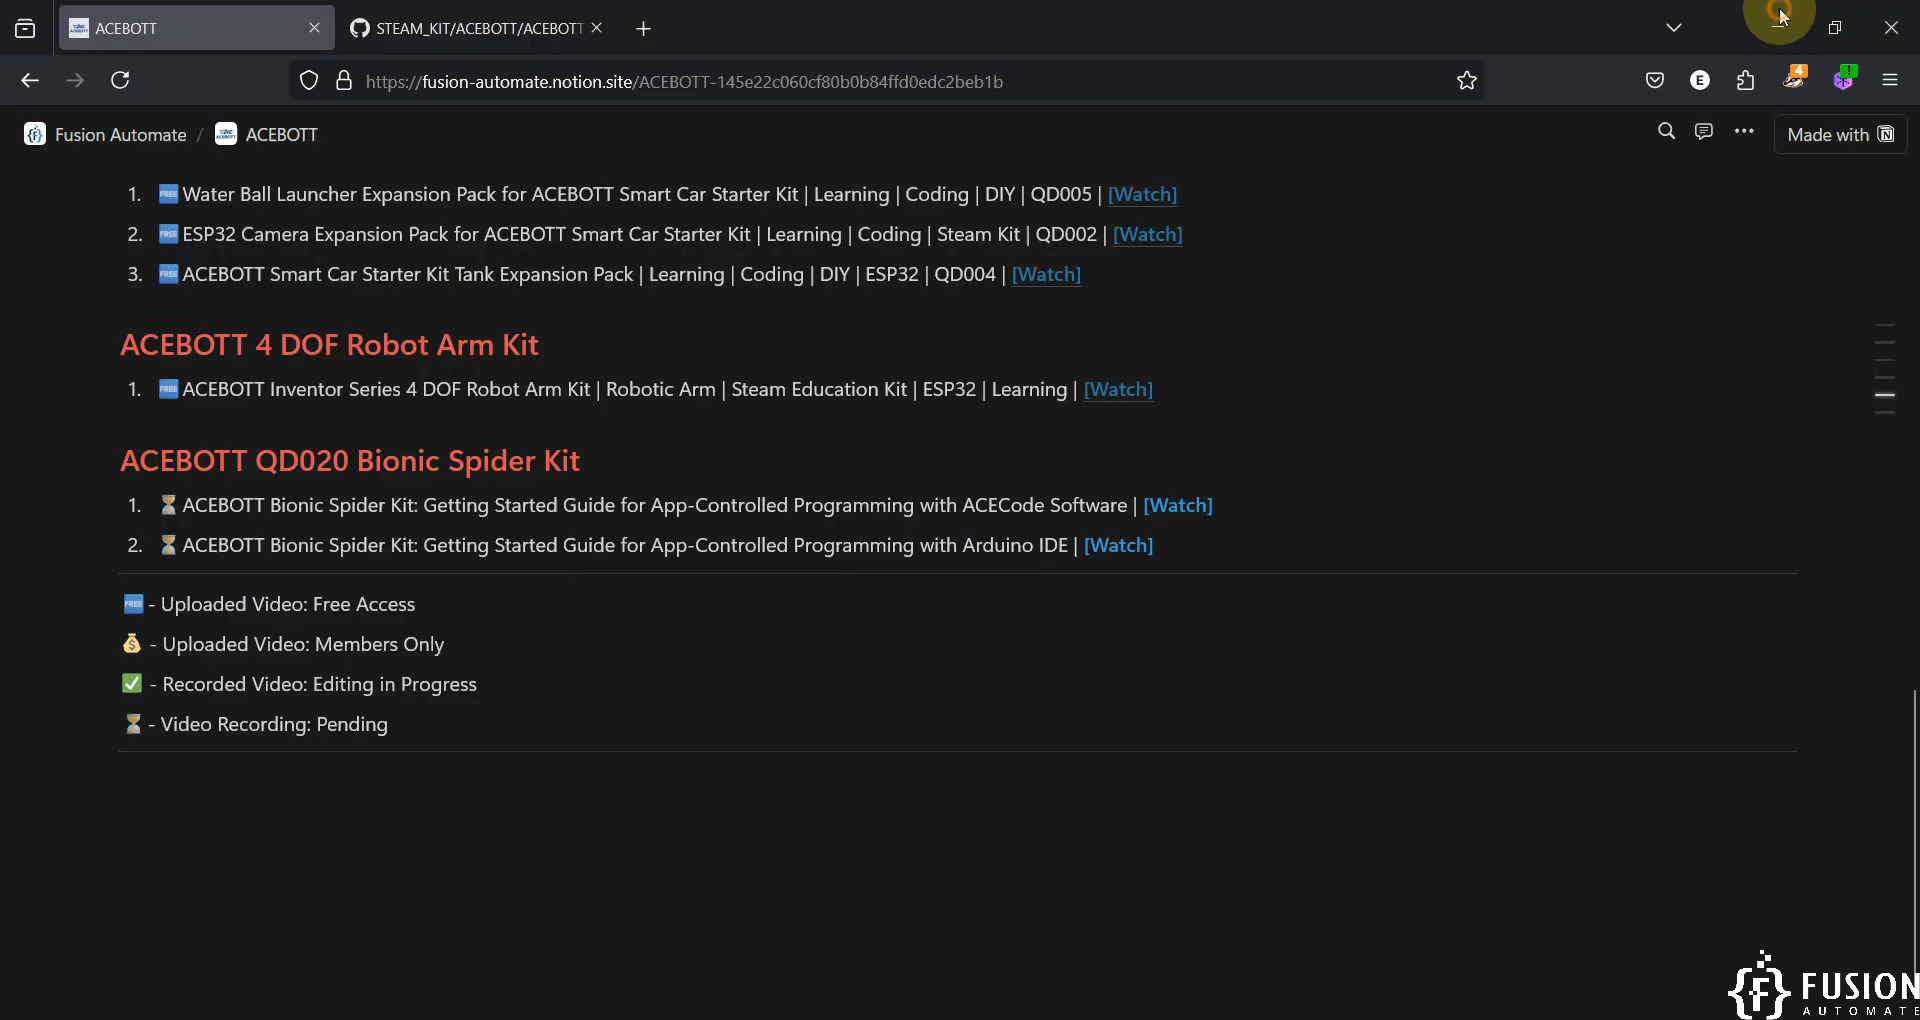 ACEBOTT
STEAM_KIT/ACEBOTT/ACEBOTT
https://fusion-automate.notion.site/ACEBOTT-145e22c060cf80b0b84ffd0edc2beb1b
E
4
Fusion Automate / ACEBOTT
Made with
1. FREE Water Ball Launcher Expansion Pack for ACEBOTT Smart Car Starter Kit | Learning | Coding | DIY | QD005 | [Watch]
2. FREE ESP32 Camera Expansion Pack for ACEBOTT Smart Car Starter Kit | Learning | Coding | Steam Kit | QD002 | [Watch]
3. FREE ACEBOTT Smart Car Starter Kit Tank Expansion Pack | Learning | Coding | DIY | ESP32 | QD004 | [Watch]
ACEBOTT 4 DOF Robot Arm Kit
1. FREE ACEBOTT Inventor Series 4 DOF Robot Arm Kit | Robotic Arm | Steam Education Kit | ESP32 | Learning | [Watch]
ACEBOTT QD020 Bionic Spider Kit
1. ⏳ ACEBOTT Bionic Spider Kit: Getting Started Guide for App-Controlled Programming with ACECode Software | [Watch]
2. ⏳ ACEBOTT Bionic Spider Kit: Getting Started Guide for App-Controlled Programming with Arduino IDE | [Watch]
FREE - Uploaded Video: Free Access
💰 - Uploaded Video: Members Only
✅ - Recorded Video: Editing in Progress
⏳ - Video Recording: Pending
{F} FUSION
AUTOMATE